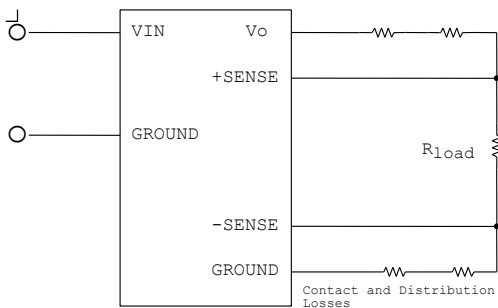 VIN Vo
+SENSE
GROUND
Rload
-SENSE
GROUND
Contact and Distribution
Losses